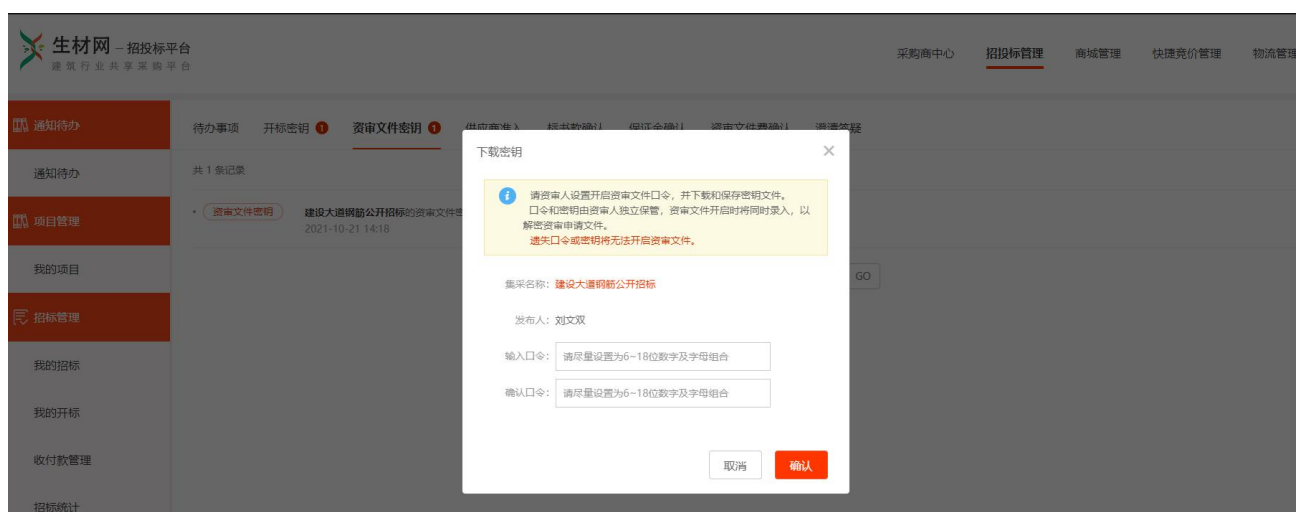 生材网 – 招投标平台
建筑行业共享采购平台
采购商中心 招投标管理 商城管理 快捷竞价管理 物流管理
通知待办
待办事项 开标密钥 1 资审文件密钥 1 供应商准入 标书款确认 保证金确认 资审文件费确认 澄清答疑
通知待办
共 1 条记录
资审文件密钥 建设大道钢筋公开招标的资审文件密
2021-10-21 14:18
项目管理
我的项目
GO
招标管理
我的招标
我的开标
收付款管理
招标统计
下载密钥
请资审人设置开启资审文件口令，并下载和保存密钥文件。
口令和密钥由资审人独立保管，资审文件开启时将同时录入，以
解密资审申请文件。
遗失口令或密钥将无法开启资审文件。
集采名称：建设大道钢筋公开招标
发布人：刘文双
输入口令：请尽量设置为6~18位数字及字母组合
确认口令：请尽量设置为6~18位数字及字母组合
取消 确认